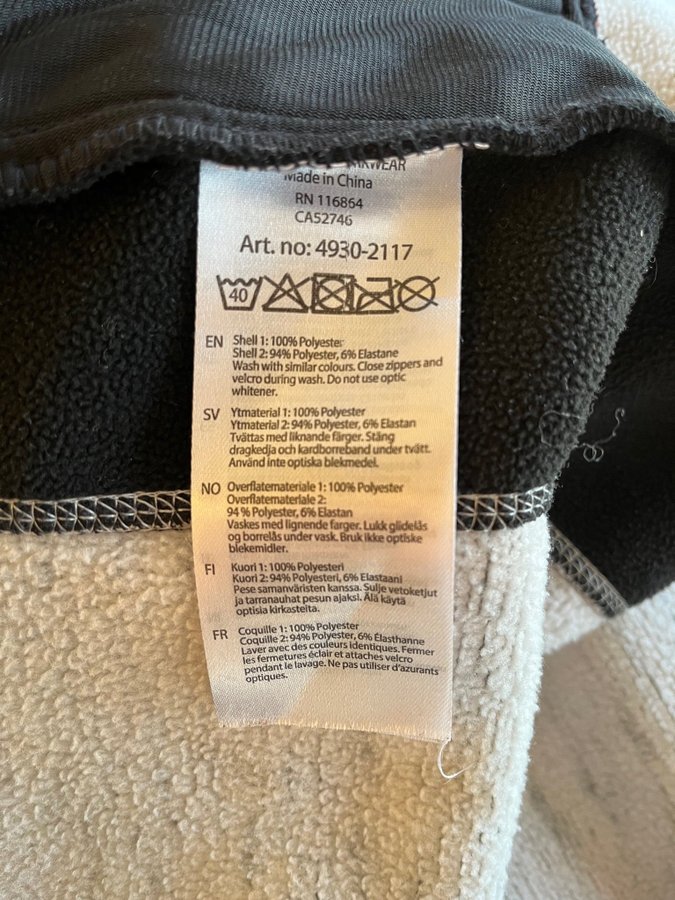 Made in China
RN 116864
CA52746
Art. no: 4930-2117
40
EN Shell 1: 100% Polyester
Shell 2: 94% Polyester, 6% Elastane
Wash with similar colours. Close zippers and
velcro during wash. Do not use optic
whitener.
SV Ytmaterial 1: 100% Polyester
Ytmaterial 2: 94% Polyester, 6% Elastan
Tvättas med liknande färger. Stäng
dragkedja och kardborreband under tvätt.
Använd inte optiska blekmedel.
NO Overflatemateriale 1: 100% Polyester
Overflatemateriale 2:
94 % Polyester, 6% Elastan
Vaskes med lignende farger. Lukk glidelås
og borrelås under vask. Bruk ikke optiske
blekemidler.
FI Kuori 1: 100% Polyesteri
Kuori 2: 94% Polyesteri, 6% Elastaani
Pese samanväristen kanssa. Sulje vetoketjut
ja tarranauhat pesun ajaksi. Älä käytä
optisia kirkasteita.
FR Coquille 1: 100% Polyester
Coquille 2: 94% Polyester, 6% Élasthanne
Laver avec des couleurs identiques. Fermer
les fermetures éclair et attaches velcro
pendant le lavage. Ne pas utiliser d'azurants
optiques.